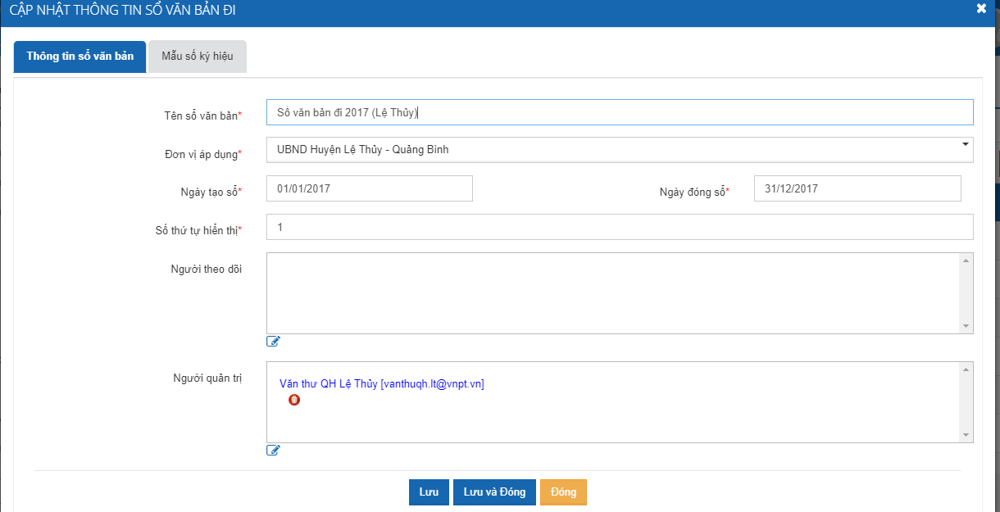 CẬP NHẬT THÔNG TIN SỔ VĂN BẢN ĐI
Thông tin sổ văn bản
Mẫu số ký hiệu
Tên sổ văn bản*
Sổ văn bản đi 2017 (Lệ Thủy)
Đơn vị áp dụng*
UBND Huyện Lệ Thủy - Quảng Bình
Ngày tạo sổ*
01/01/2017
Ngày đóng sổ*
31/12/2017
Số thứ tự hiển thị*
1
Người theo dõi
Người quản trị
Văn thư QH Lệ Thủy [vanthuqh.lt@vnpt.vn]
Lưu
Lưu và Đóng
Đóng